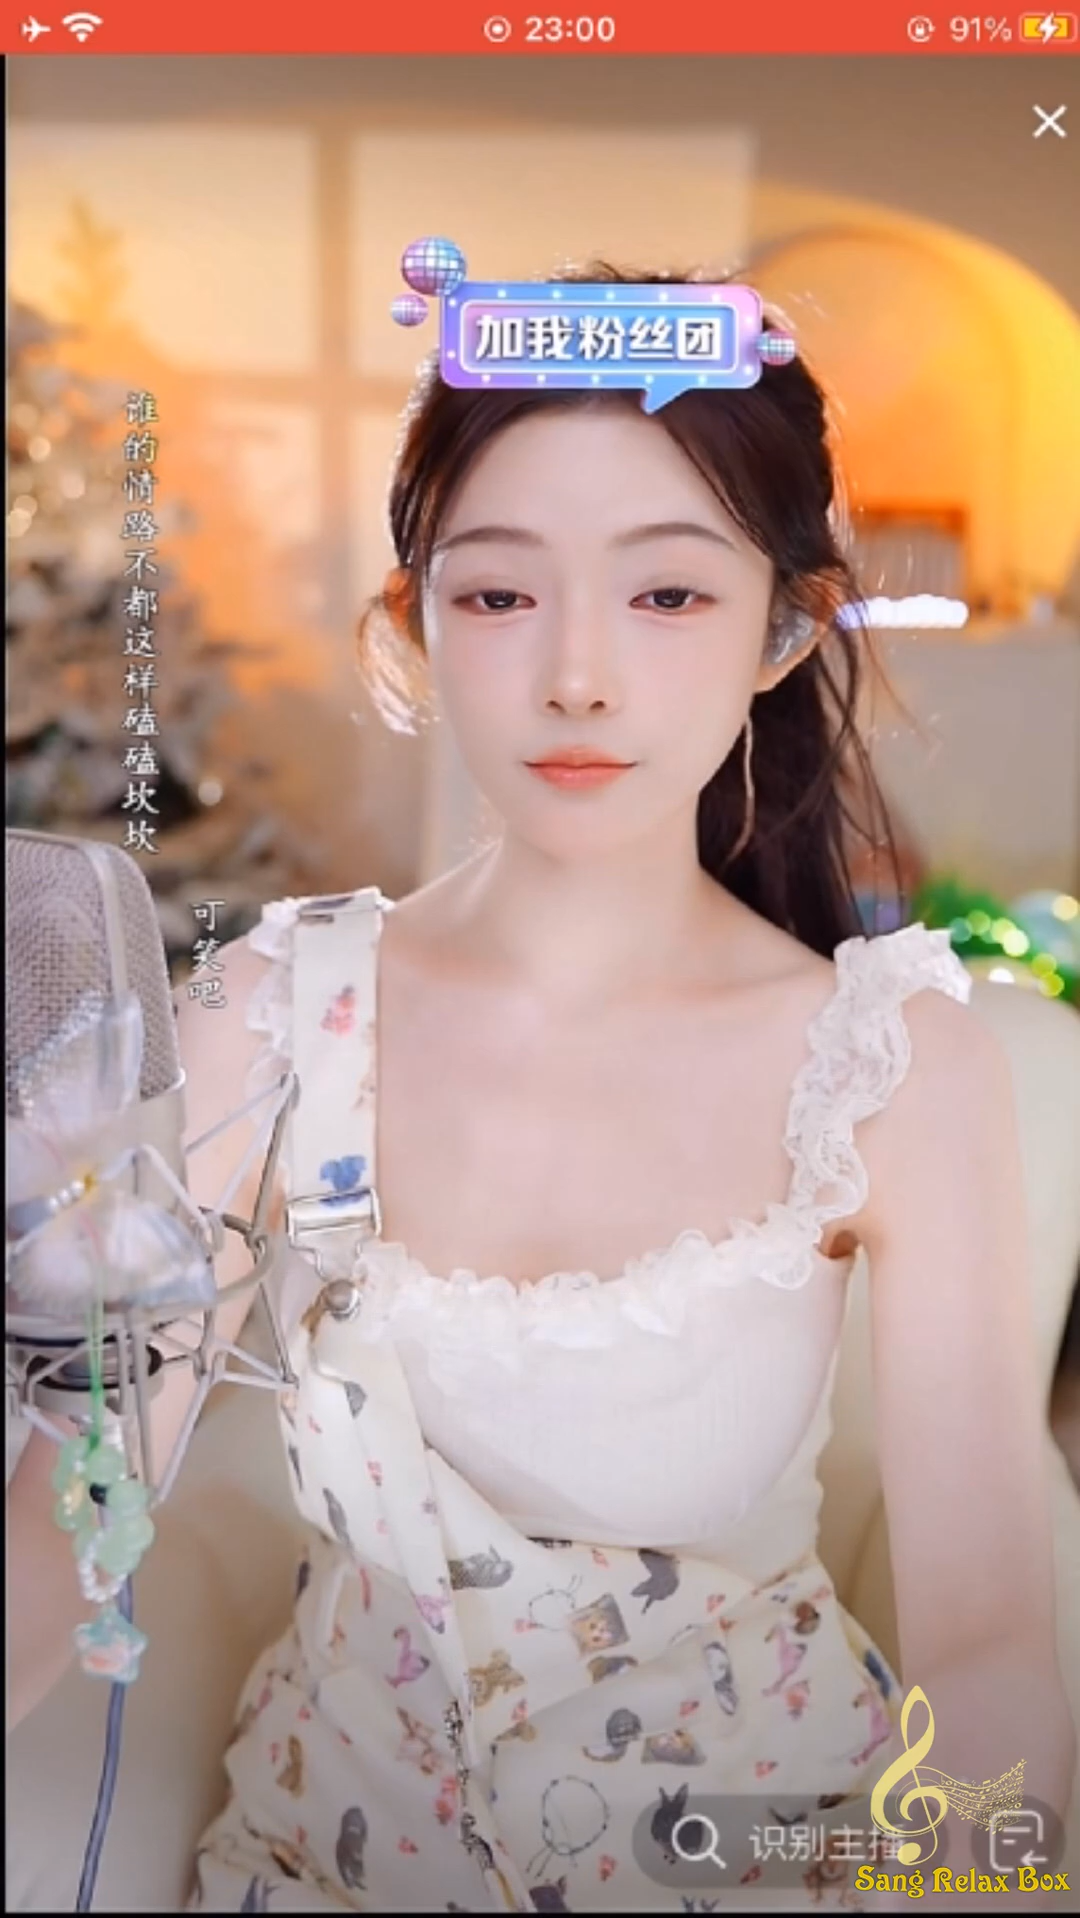 23:00
91%
加我粉丝团
谁的情路不都这样磕磕坎坎
可笑吧
识别主播
Sang Relax Box